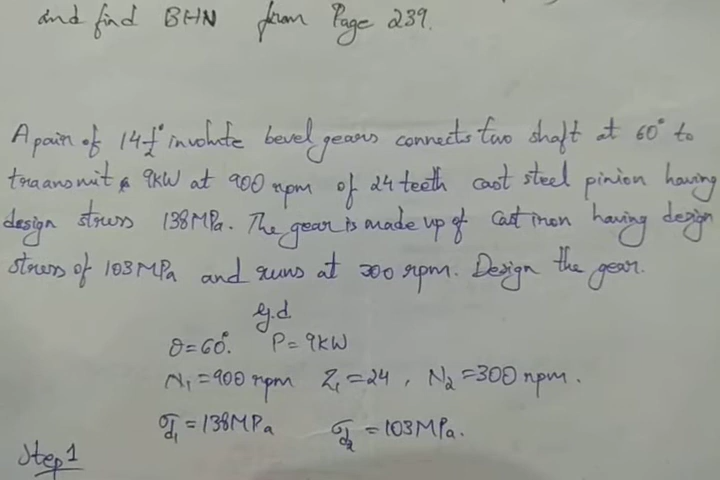 and find BHN from Page 239.
A pair of 14½° involute bevel gears connects two shaft at 60° to
traansmit 9kW at 900 rpm of 24 teeth cast steel pinion having
design stress 138MPa. The gear is made up of Cast iron having design
stress of 103MPa and runs at 300 rpm. Design the gear.
g.d.
θ=60°. P=9kW
N₁=900 rpm Z₁=24, N₂=300 rpm.
σd₁=138MPa σd₂=103MPa.
Step 1